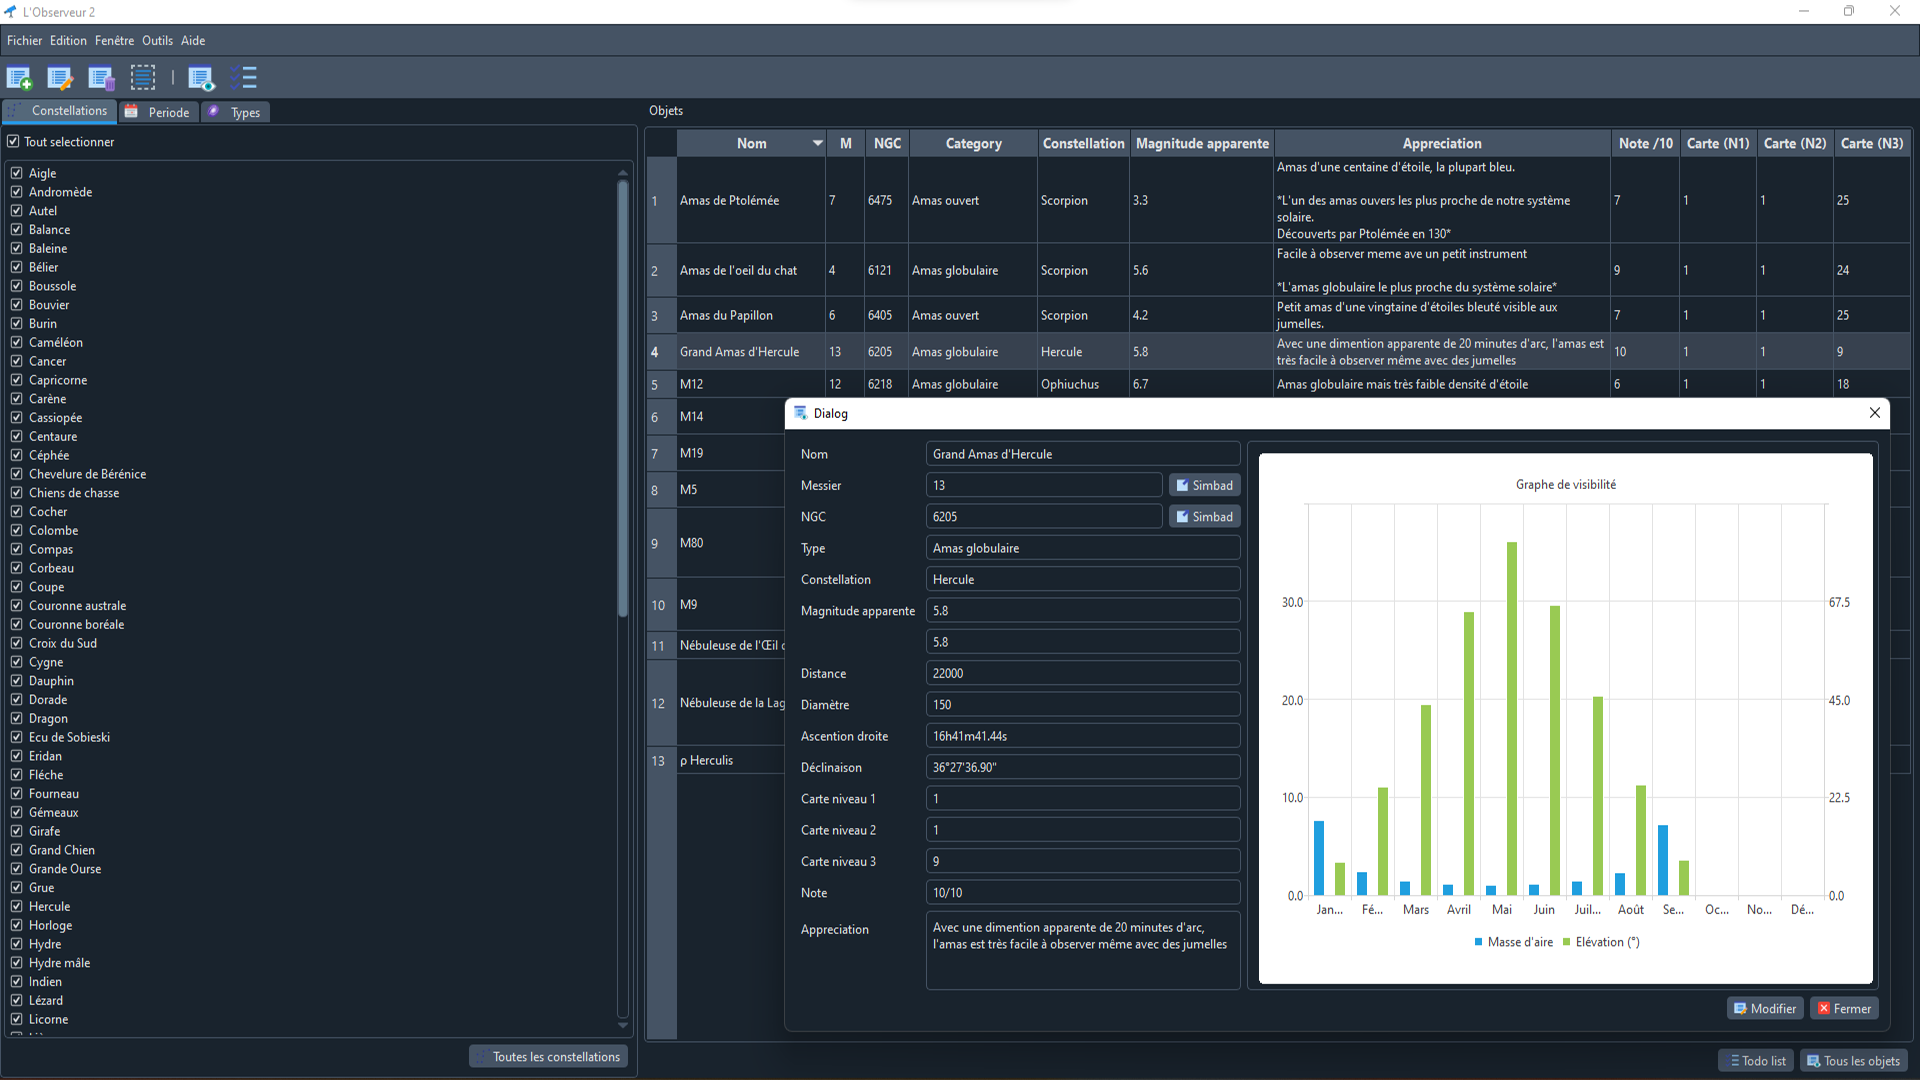 L'Observeur 2
Fichier Edition Fenêtre Outils Aide
Constellations Periode Types
Tout selectionner
Aigle
Andromède
Autel
Balance
Baleine
Bélier
Boussole
Bouvier
Burin
Caméléon
Cancer
Capricorne
Carène
Cassiopée
Centaure
Céphée
Chevelure de Bérénice
Chiens de chasse
Cocher
Colombe
Compas
Corbeau
Coupe
Couronne australe
Couronne boréale
Croix du Sud
Cygne
Dauphin
Dorade
Dragon
Ecu de Sobieski
Eridan
Fléche
Fourneau
Gémeaux
Girafe
Grand Chien
Grande Ourse
Grue
Hercule
Horloge
Hydre
Hydre mâle
Indien
Lézard
Licorne
Toutes les constellations
Objets
Nom M NGC Category Constellation Magnitude apparente Appreciation Note /10 Carte (N1) Carte (N2) Carte (N3)
1 Amas de Ptolémée 7 6475 Amas ouvert Scorpion 3.3 Amas d'une centaine d'étoile, la plupart bleu.
*L'un des amas ouvers les plus proche de notre système
solaire.
Découverts par Ptolémée en 130* 7 1 1 25
2 Amas de l'oeil du chat 4 6121 Amas globulaire Scorpion 5.6 Facile à observer meme ave un petit instrument
*L'amas globulaire le plus proche du système solaire* 9 1 1 24
3 Amas du Papillon 6 6405 Amas ouvert Scorpion 4.2 Petit amas d'une vingtaine d'étoiles bleuté visible aux
jumelles. 7 1 1 25
4 Grand Amas d'Hercule 13 6205 Amas globulaire Hercule 5.8 Avec une dimention apparente de 20 minutes d'arc, l'amas est
très facile à observer même avec des jumelles 10 1 1 9
5 M12 12 6218 Amas globulaire Ophiuchus 6.7 Amas globulaire mais très faible densité d'étoile 6 1 1 18
6 M14
7 M19
8 M5
9 M80
10 M9
11 Nébuleuse de l'Œil
12 Nébuleuse de la Lag
13 ρ Herculis
Dialog
Nom Grand Amas d'Hercule
Messier 13 Simbad
NGC 6205 Simbad
Type Amas globulaire
Constellation Hercule
Magnitude apparente 5.8
5.8
Distance 22000
Diamètre 150
Ascention droite 16h41m41.44s
Déclinaison 36°27'36.90"
Carte niveau 1 1
Carte niveau 2 1
Carte niveau 3 9
Note 10/10
Appreciation Avec une dimention apparente de 20 minutes d'arc,
l'amas est très facile à observer même avec des jumelles
Graphe de visibilité
30.0 67.5
20.0 45.0
10.0 22.5
0.0 0.0
Jan... Fé... Mars Avril Mai Juin Juil... Août Se... Oc... No... Dé...
Masse d'aire Elévation (°)
Modifier Fermer
Todo list Tous les objets